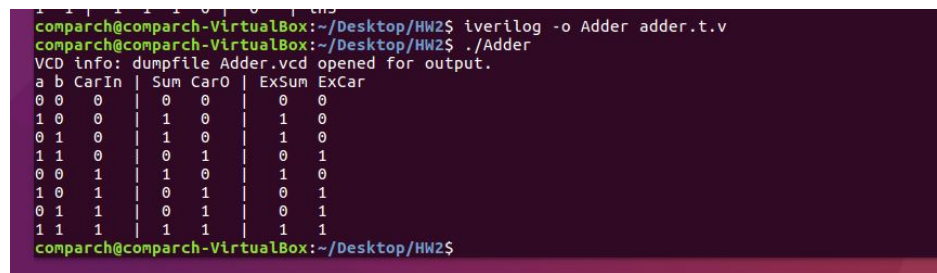 comparch@comparch-VirtualBox:~/Desktop/HW2$ iverilog -o Adder adder.t.v
comparch@comparch-VirtualBox:~/Desktop/HW2$ ./Adder
VCD info: dumpfile Adder.vcd opened for output.
a b CarIn | Sum CarO | ExSum ExCar
0 0   0   |  0   0   |   0   0
1 0   0   |  1   0   |   1   0
0 1   0   |  1   0   |   1   0
1 1   0   |  0   1   |   0   1
0 0   1   |  1   0   |   1   0
1 0   1   |  0   1   |   0   1
0 1   1   |  0   1   |   0   1
1 1   1   |  1   1   |   1   1
comparch@comparch-VirtualBox:~/Desktop/HW2$